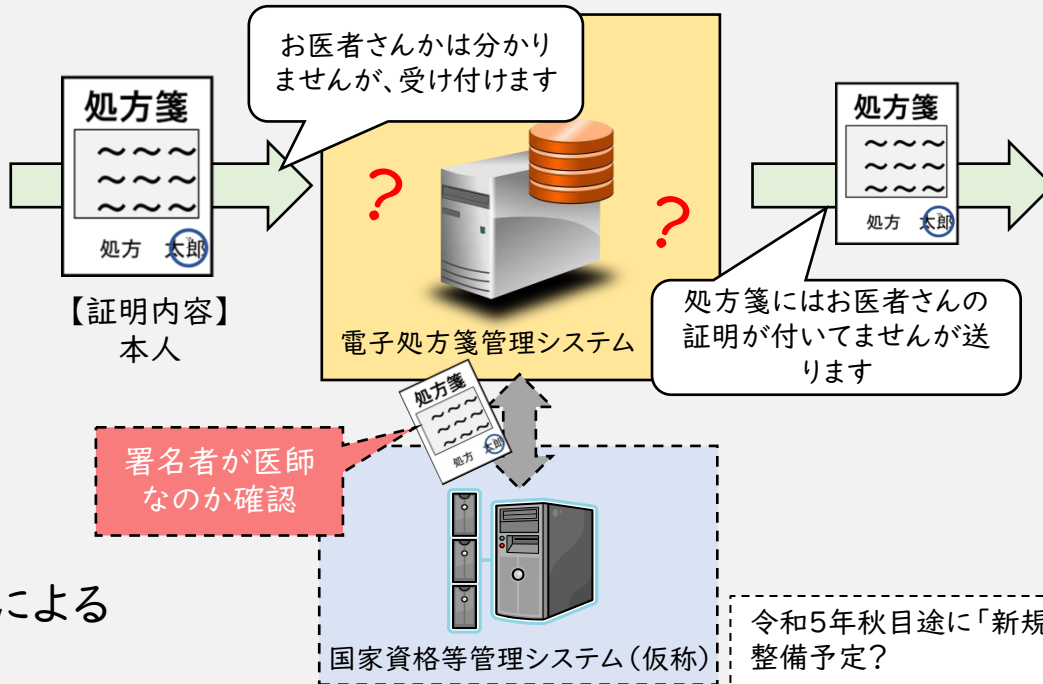 お医者さんかは分かり
ませんが、受け付けます
処方箋
～～～
～～～
～～～
処方 太郎
【証明内容】
本人
?
?
電子処方箋管理システム
処方箋
～～～
～～～
～～～
処方 太郎
処方箋にはお医者さんの
証明が付いてませんが送
ります
処方箋
～～～
～～～
～～～
処方 太郎
署名者が医師
なのか確認
による
国家資格等管理システム(仮称)
令和5年秋目途に「新規
整備予定?